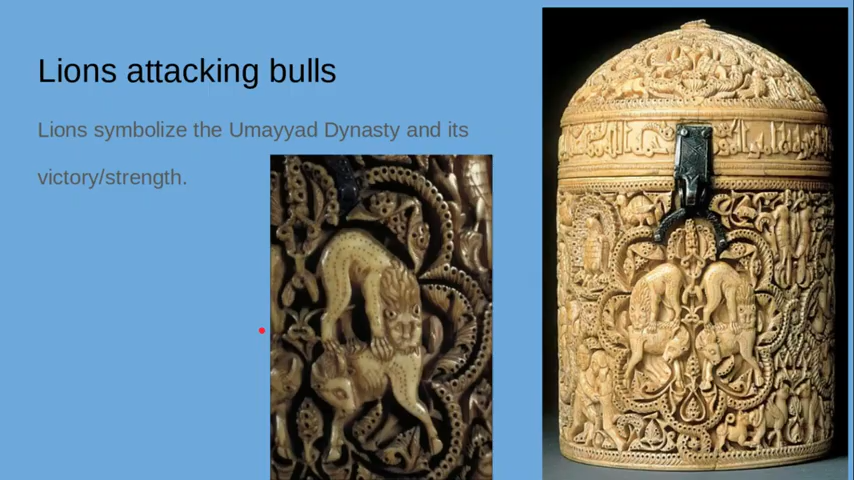 Lions attacking bulls
Lions symbolize the Umayyad Dynasty and its
victory/strength.